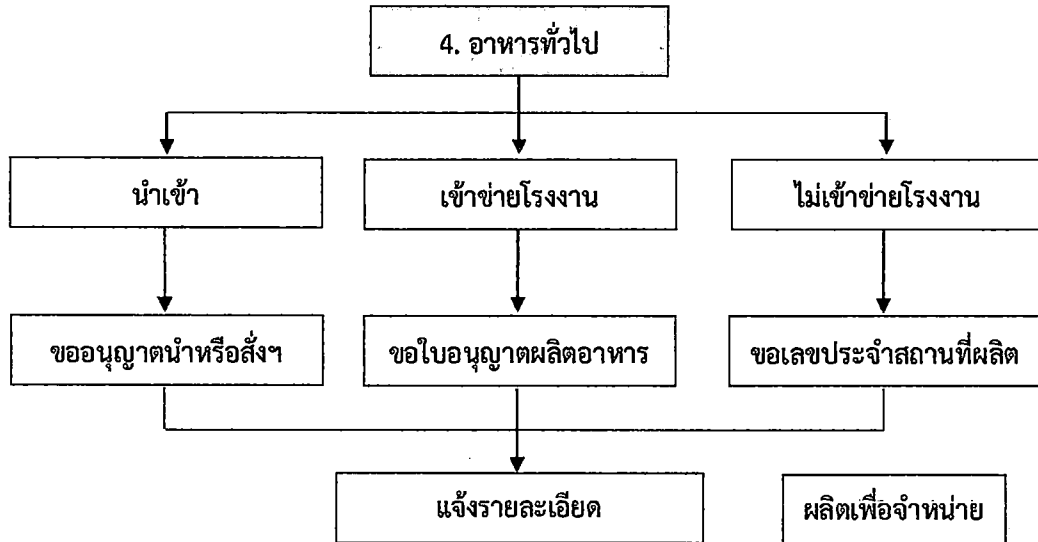 4. อาหารทั่วไป
นำเข้า
เข้าข่ายโรงงาน
ไม่เข้าข่ายโรงงาน
ขออนุญาตนำหรือสั่งฯ
ขอใบอนุญาตผลิตอาหาร
ขอเลขประจำสถานที่ผลิต
แจ้งรายละเอียด
ผลิตเพื่อจำหน่าย